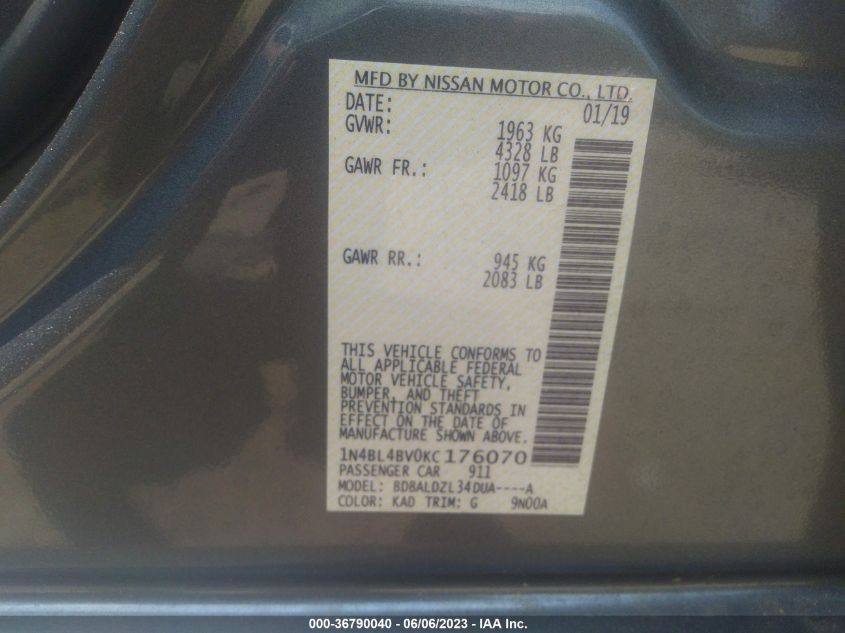 MFD BY NISSAN MOTOR CO., LTD.
DATE: 01/19
GVWR: 1963 KG
4328 LB
GAWR FR.: 1097 KG
2418 LB
GAWR RR.: 945 KG
2083 LB
THIS VEHICLE CONFORMS TO
ALL APPLICABLE FEDERAL
MOTOR VEHICLE SAFETY,
BUMPER, AND THEFT
PREVENTION STANDARDS IN
EFFECT ON THE DATE OF
MANUFACTURE SHOWN ABOVE.
1N4BL4BV0KC176070
PASSENGER CAR 911
MODEL: BDBALDZL34DUA----A
COLOR: KAD TRIM: G 9N00A
000-36790040 - 06/06/2023 - IAA Inc.